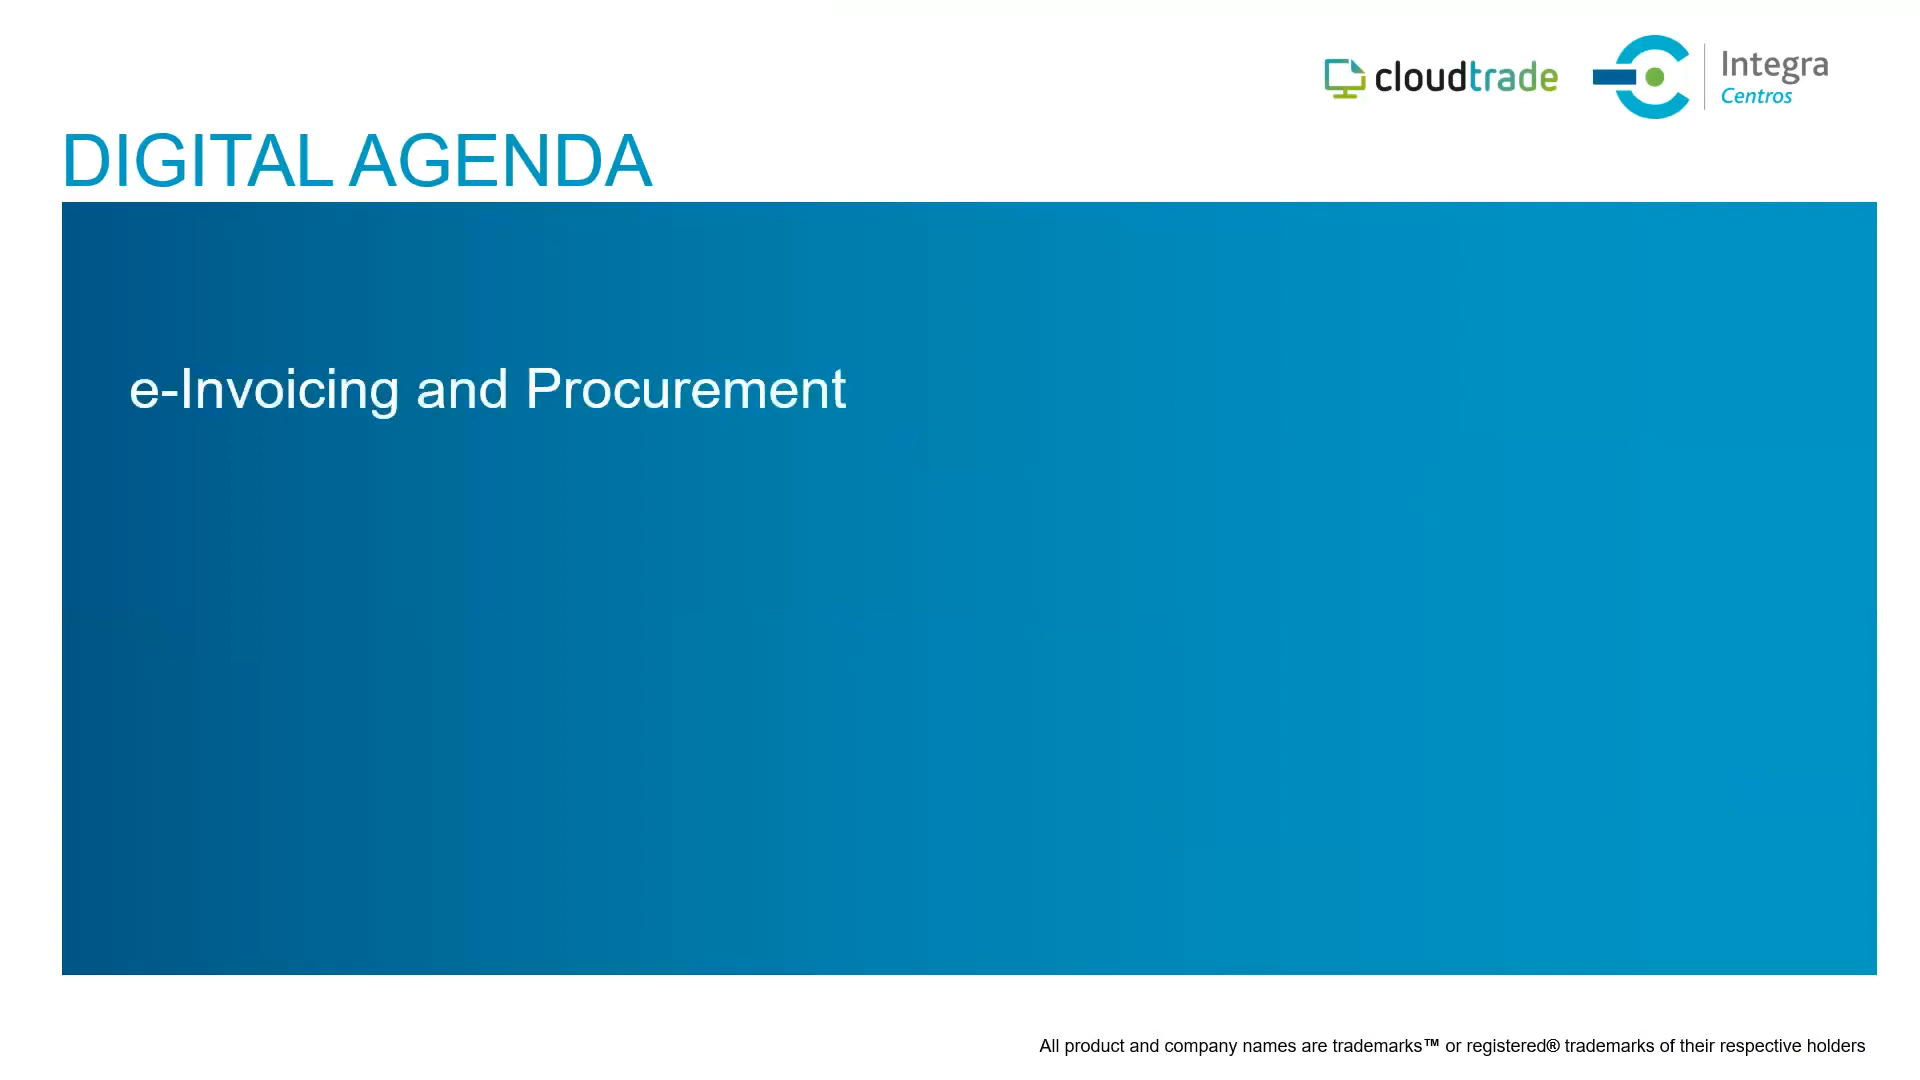 cloudtrade
Integra
Centros
DIGITAL AGENDA
e-Invoicing and Procurement
All product and company names are trademarks™ or registered® trademarks of their respective holders